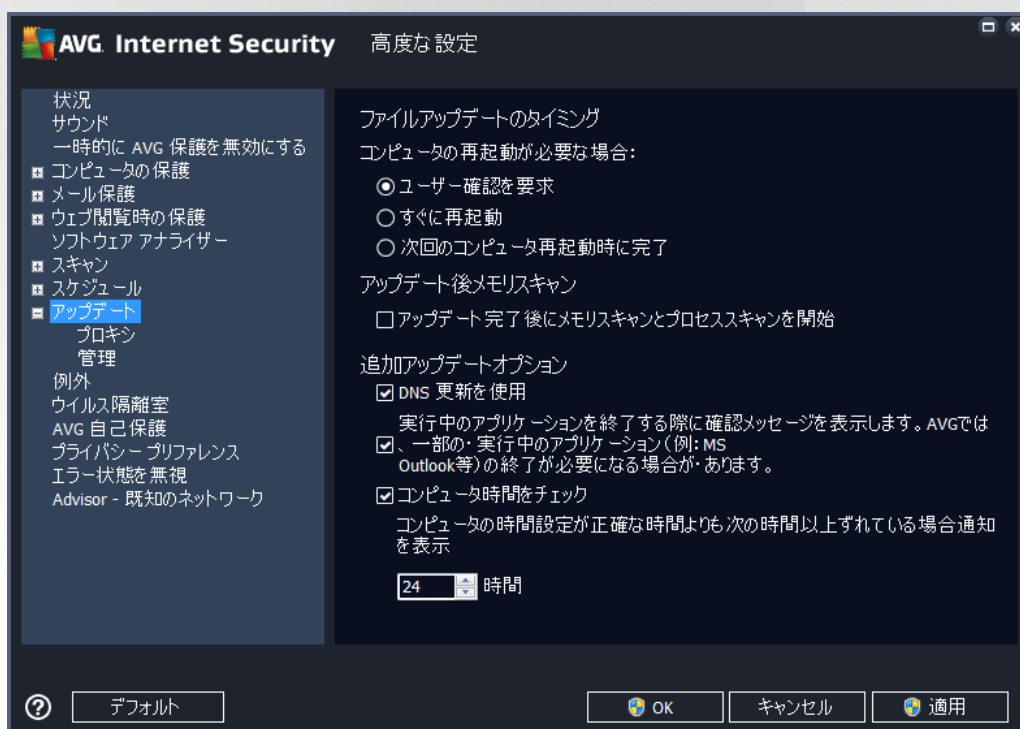 AVG. Internet Security 高度な設定
状況
サウンド
一時的に AVG 保護を無効にする
コンピュータの保護
メール保護
ウェブ閲覧時の保護
ソフトウェア アナライザー
スキャン
スケジュール
アップデート
プロキシ
管理
例外
ウイルス隔離室
AVG 自己保護
プライバシー プリファレンス
エラー状態を無視
Advisor - 既知のネットワーク
ファイルアップデートのタイミング
コンピュータの再起動が必要な場合:
ユーザー確認を要求
すぐに再起動
次回のコンピュータ再起動時に完了
アップデート後メモリスキャン
アップデート完了後にメモリスキャンとプロセススキャンを開始
追加アップデートオプション
DNS 更新を使用
実行中のアプリケーションを終了する際に確認メッセージを表示します。AVGでは
、一部の・実行中のアプリケーション(例: MS
Outlook等)の終了が必要になる場合が・あります。
コンピュータ時間をチェック
コンピュータの時間設定が正確な時間よりも次の時間以上ずれている場合通知
を表示
24 時間
? デフォルト OK キャンセル 適用